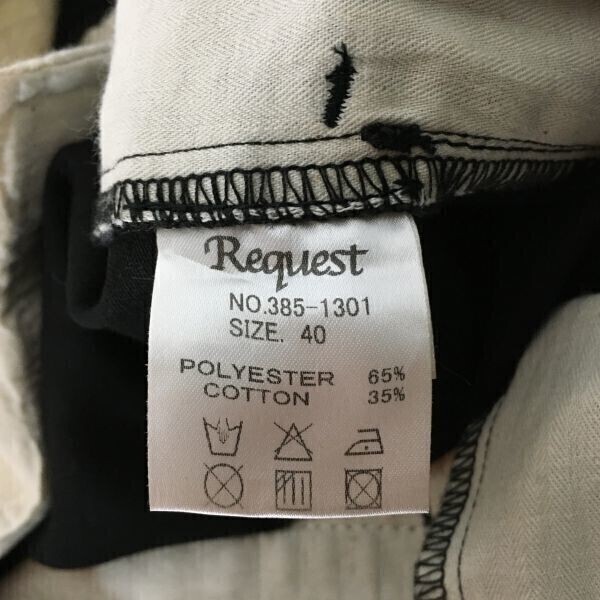 Request
NO.385-1301
SIZE. 40
POLYESTER 65%
COTTON 35%